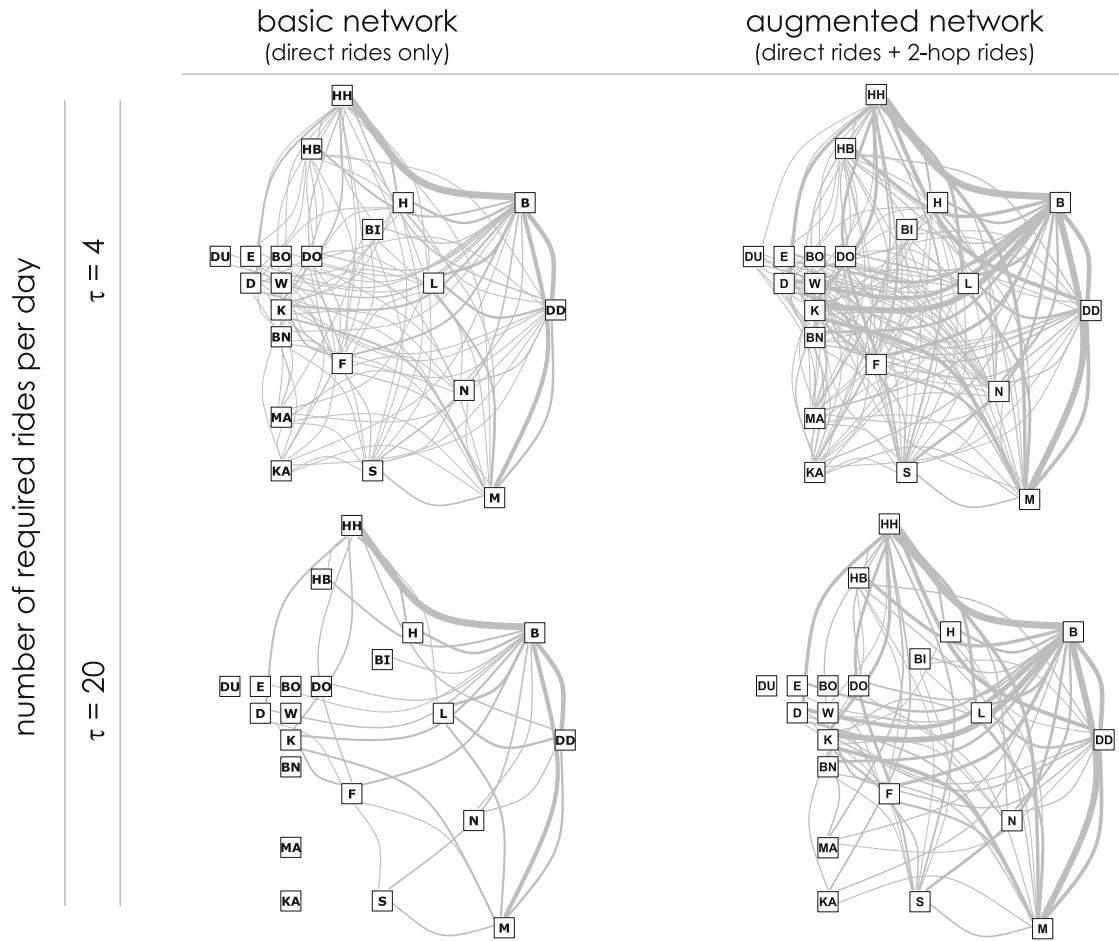 basic network
(direct rides only)
augmented network
(direct rides + 2-hop rides)
number of required rides per day
τ = 4
HH
HB
H
B
BI
DU
E
BO
DO
D
W
L
K
DD
BN
F
N
MA
KA
S
M
HH
HB
H
B
BI
DU
E
BO
DO
D
W
L
K
DD
BN
F
N
MA
KA
S
M
τ = 20
HH
HB
H
B
BI
DU
E
BO
DO
D
W
L
K
DD
BN
F
N
MA
KA
S
M
HH
HB
H
B
BI
DU
E
BO
DO
D
W
L
K
DD
BN
F
N
MA
KA
S
M